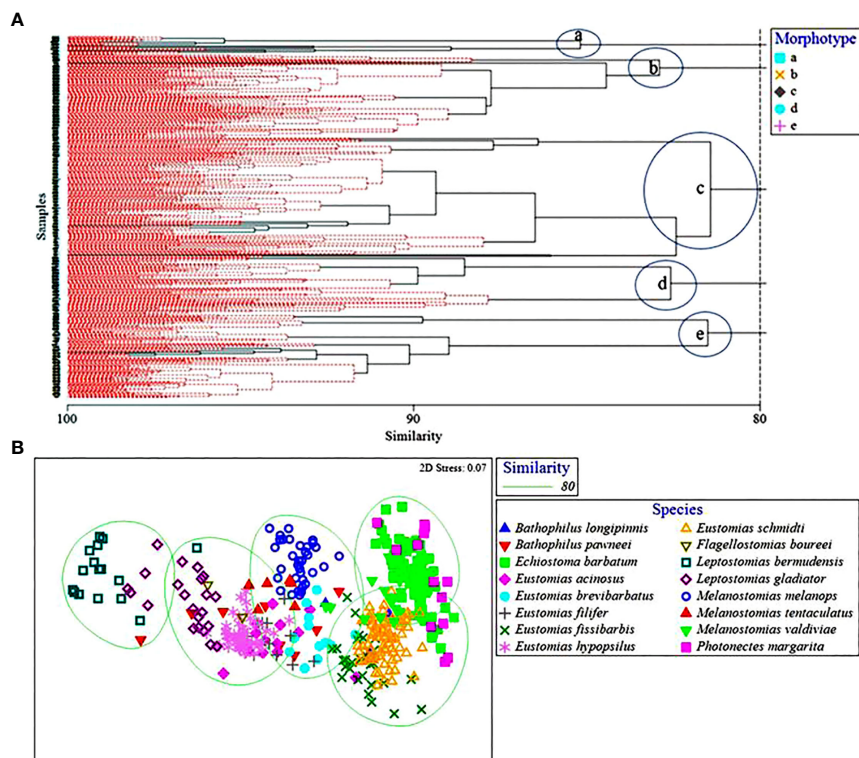 A
Samples
a
b
c
d
e
100
90
80
Similarity
Morphotype
a
b
c
d
e
B
2D Stress: 0.07
Similarity
80
Species
Bathophilus longipinnis
Bathophilus pawneei
Echiostoma barbatum
Eustomias acinosus
Eustomias brevibarbatus
Eustomias filifer
Eustomias fissibarbis
Eustomias hypopsilus
Eustomias schmidti
Flagellostomias boureei
Leptostomias bermudensis
Leptostomias gladiator
Melanostomias melanops
Melanostomias tentaculatus
Melanostomias valdiviae
Photonectes margarita